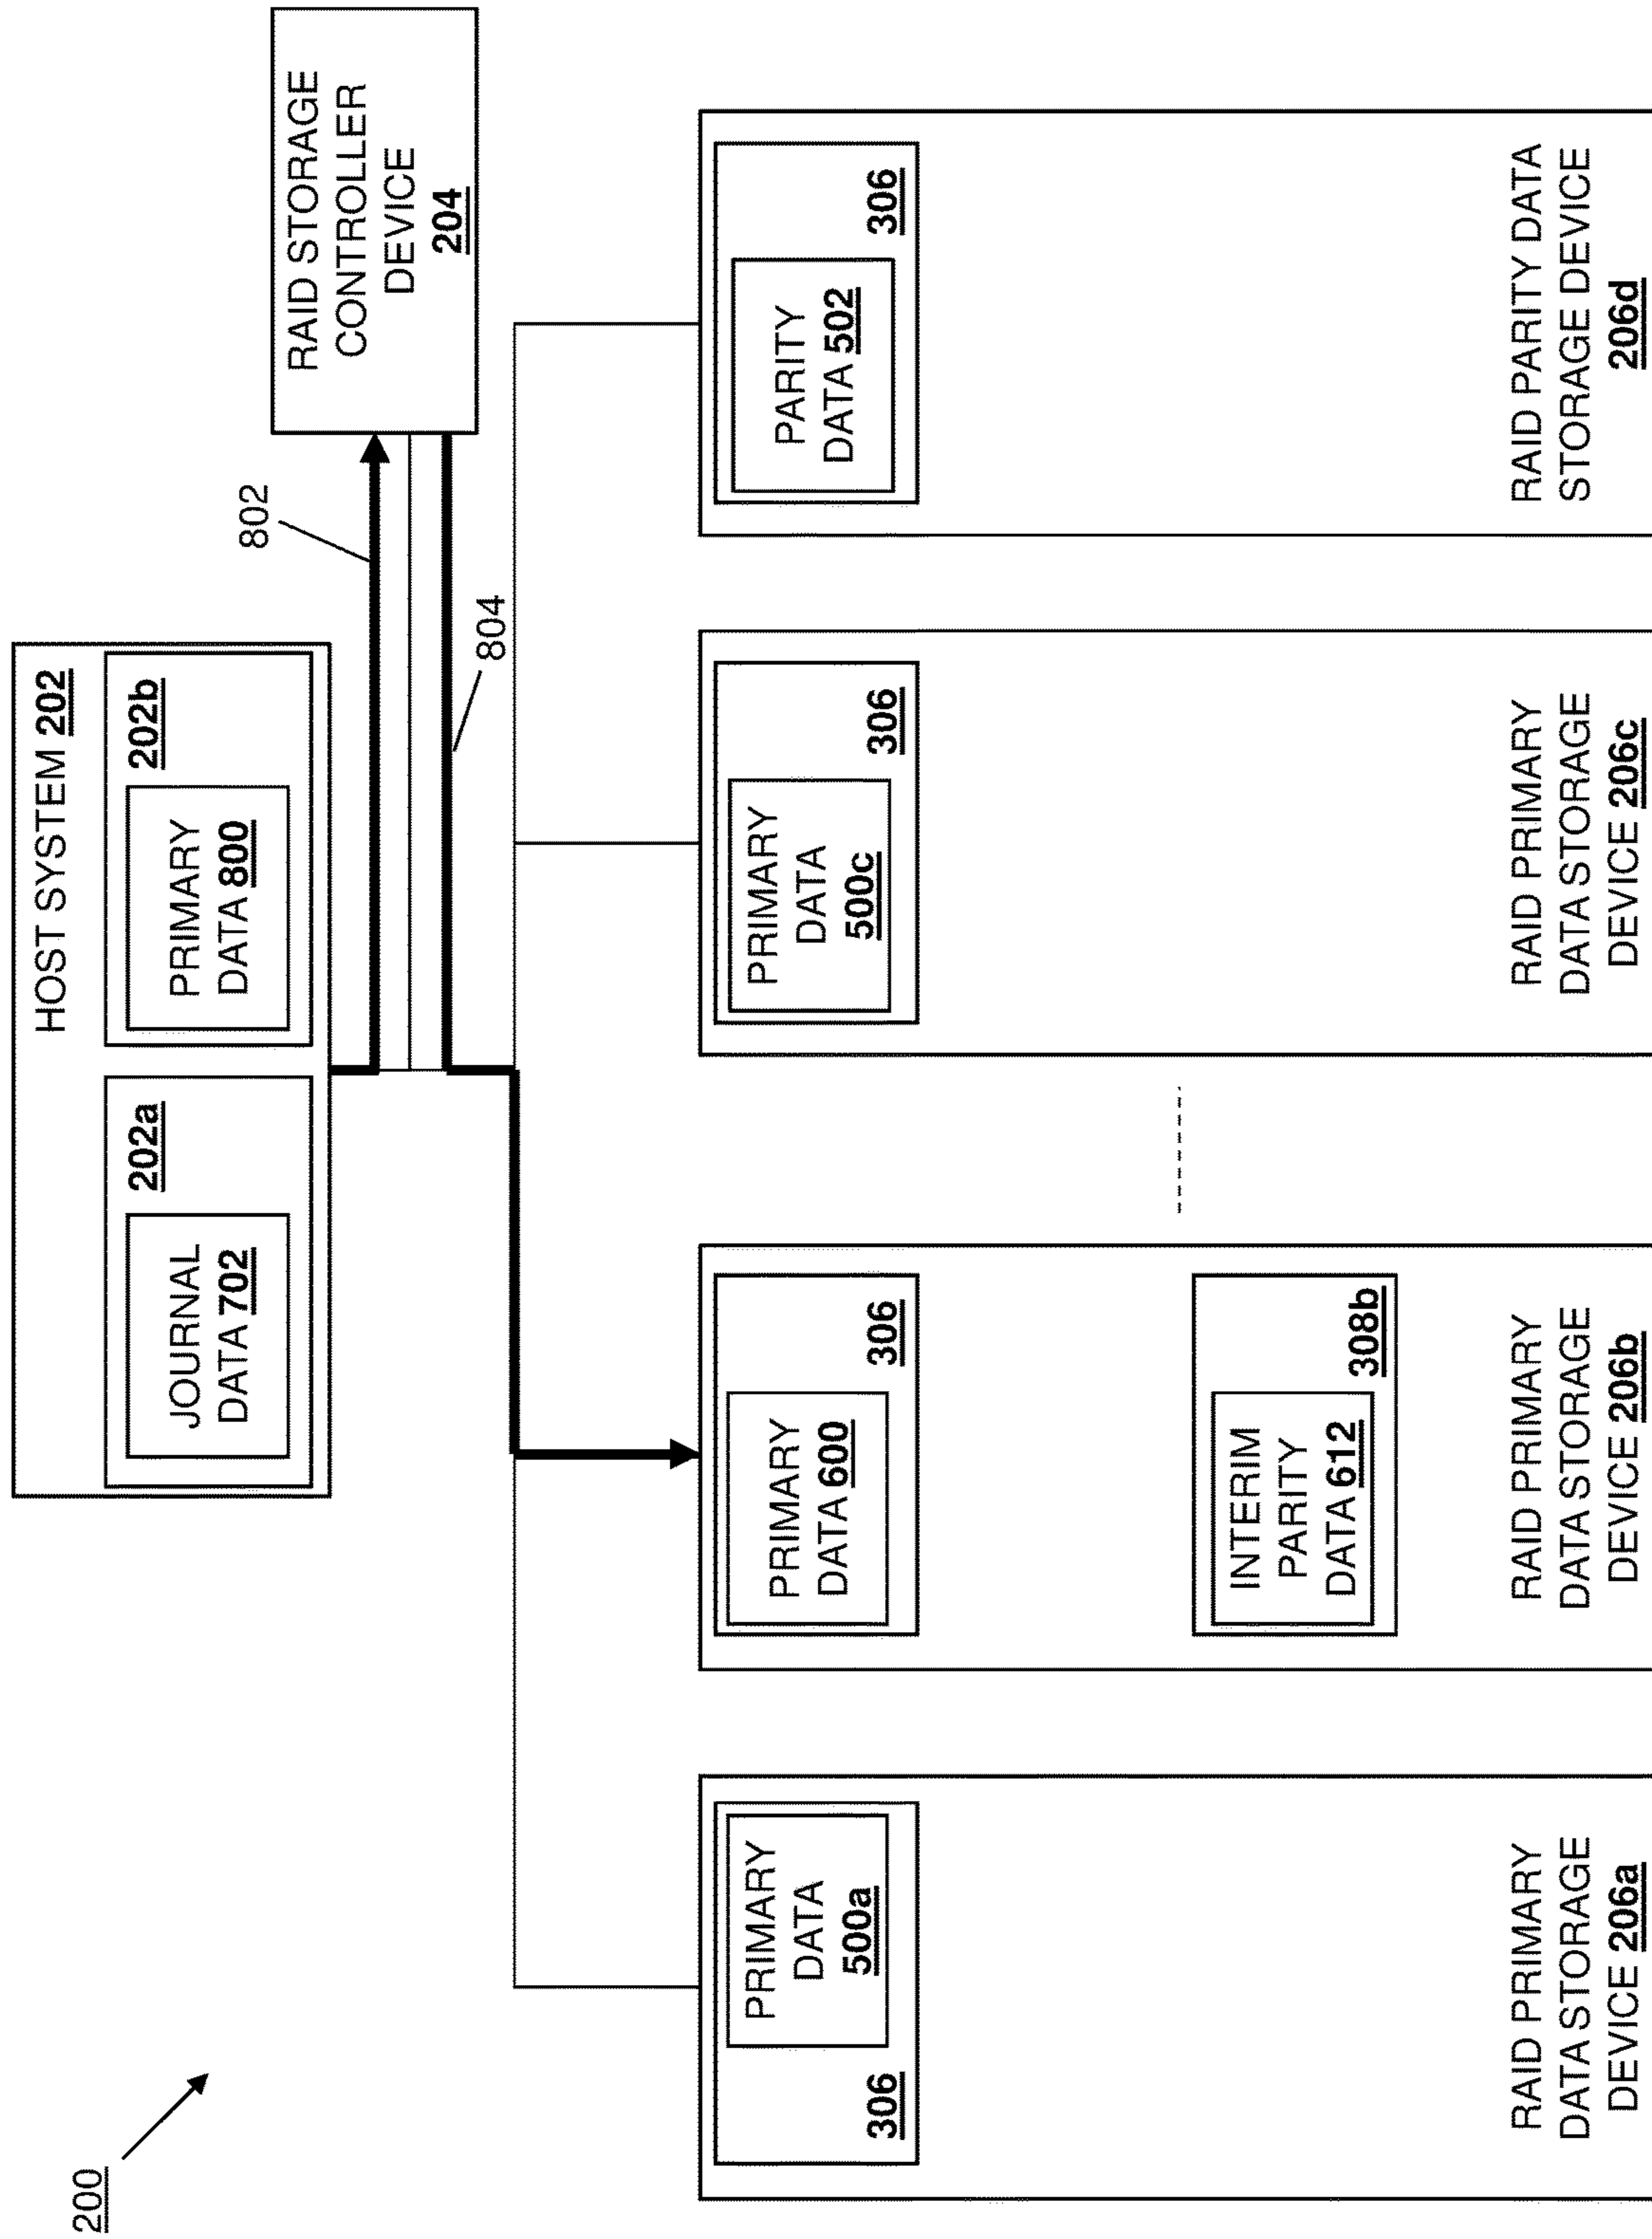 200
HOST SYSTEM 202
202a
JOURNAL
DATA 702
202b
PRIMARY
DATA 800
802
804
RAID STORAGE
CONTROLLER
DEVICE
204
306
PRIMARY
DATA
500a
RAID PRIMARY
DATA STORAGE
DEVICE 206a
PRIMARY
DATA 600
306
INTERIM
PARITY
DATA 612
308b
RAID PRIMARY
DATA STORAGE
DEVICE 206b
PRIMARY
DATA
500c
306
RAID PRIMARY
DATA STORAGE
DEVICE 206c
PARITY
DATA 502
306
RAID PARITY DATA
STORAGE DEVICE
206d